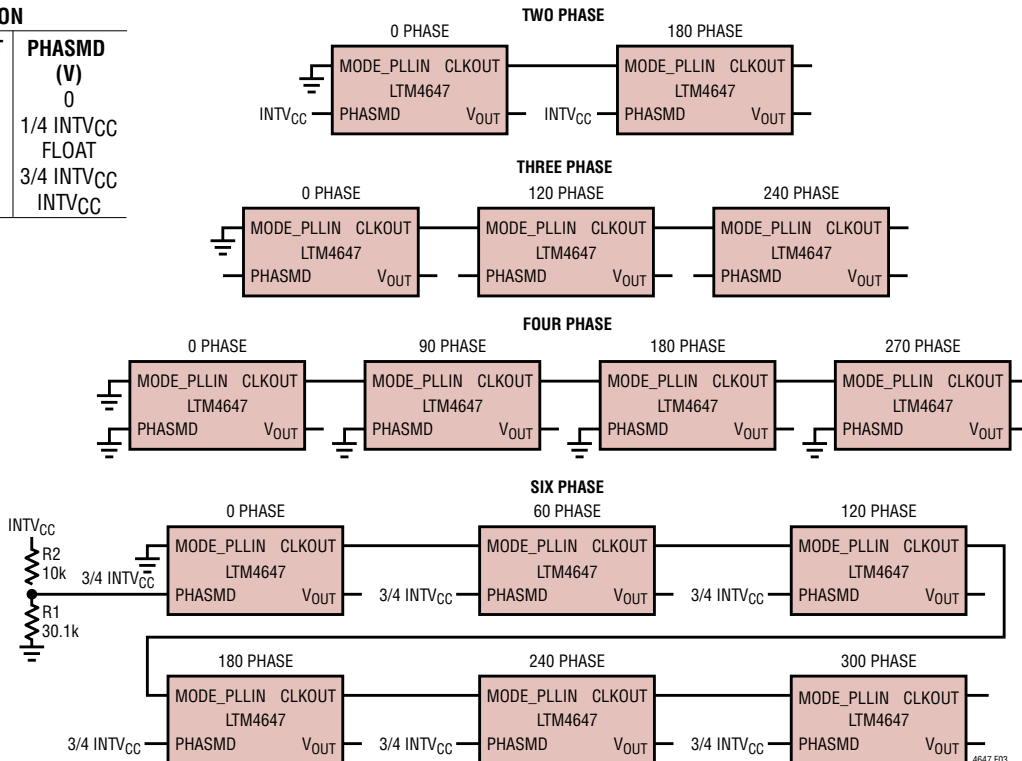 ON
T
PHASMD
(V)
0
1/4 INTVCC
FLOAT
3/4 INTVCC
INTVCC
TWO PHASE
0 PHASE 180 PHASE
MODE_PLLIN CLKOUT MODE_PLLIN CLKOUT
LTM4647 LTM4647
INTVCC PHASMD VOUT INTVCC PHASMD VOUT
THREE PHASE
0 PHASE 120 PHASE 240 PHASE
MODE_PLLIN CLKOUT MODE_PLLIN CLKOUT MODE_PLLIN CLKOUT
LTM4647 LTM4647 LTM4647
PHASMD VOUT PHASMD VOUT PHASMD VOUT
FOUR PHASE
0 PHASE 90 PHASE 180 PHASE 270 PHASE
MODE_PLLIN CLKOUT MODE_PLLIN CLKOUT MODE_PLLIN CLKOUT MODE_PLLIN CLKOUT
LTM4647 LTM4647 LTM4647 LTM4647
PHASMD VOUT PHASMD VOUT PHASMD VOUT PHASMD VOUT
SIX PHASE
0 PHASE 60 PHASE 120 PHASE
INTVCC
R2
10k
R1
30.1k
MODE_PLLIN CLKOUT MODE_PLLIN CLKOUT MODE_PLLIN CLKOUT
LTM4647 LTM4647 LTM4647
3/4 INTVCC PHASMD VOUT 3/4 INTVCC PHASMD VOUT 3/4 INTVCC PHASMD VOUT
180 PHASE 240 PHASE 300 PHASE
MODE_PLLIN CLKOUT MODE_PLLIN CLKOUT MODE_PLLIN CLKOUT
LTM4647 LTM4647 LTM4647
3/4 INTVCC PHASMD VOUT 3/4 INTVCC PHASMD VOUT 3/4 INTVCC PHASMD VOUT
4647 F03